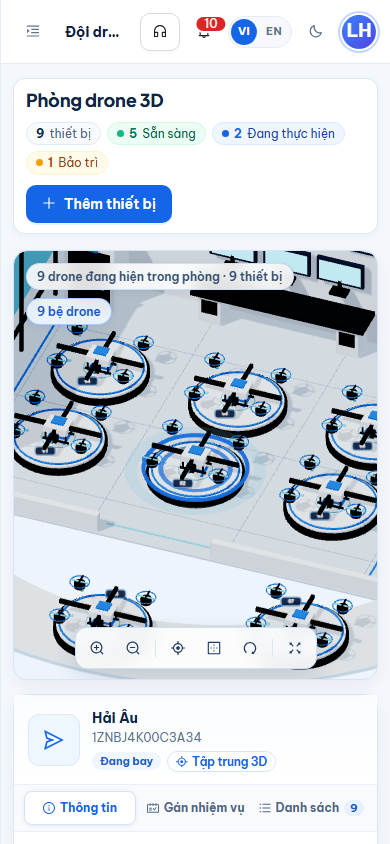 Đội dr...
10
VI
EN
LH
Phòng drone 3D
9 thiết bị
5 Sẵn sàng
2 Đang thực hiện
1 Bảo trì
Thêm thiết bị
9 drone đang hiện trong phòng · 9 thiết bị
9 bệ drone
Hải Âu
1ZNBJ4K00C3A34
Đang bay
Tập trung 3D
Thông tin
Gán nhiệm vụ
Danh sách 9